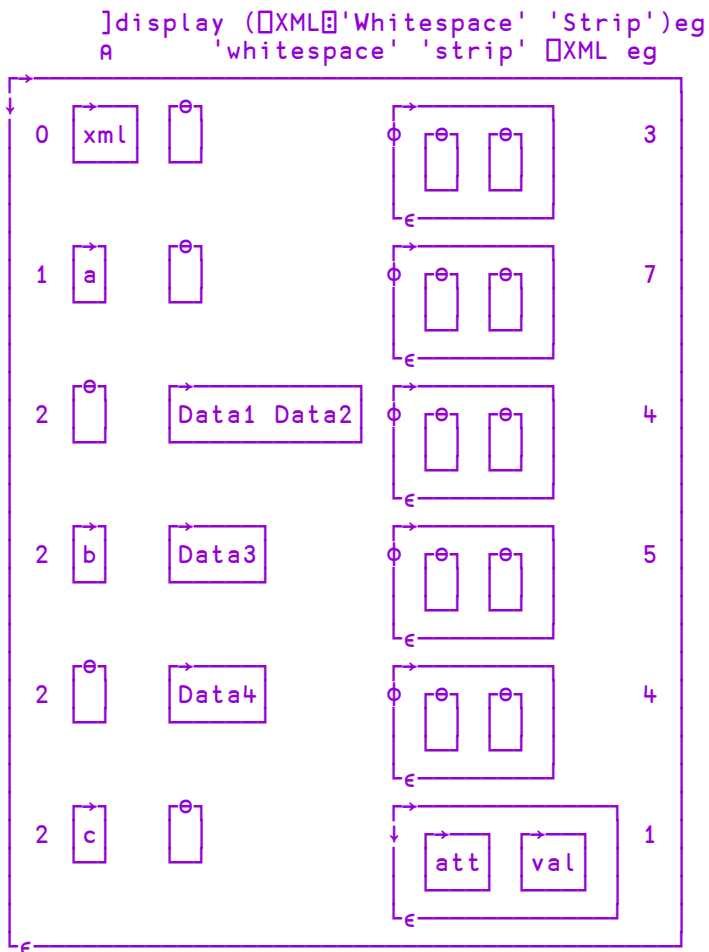 ]display (⎕XML⍠'Whitespace' 'Strip')eg
⍝ 'whitespace' 'strip' ⎕XML eg
┌→────────────────────────────────────────┐
↓   ┌→──┐ ┌⊖┐           ┌→────────┐       │
│ 0 │xml│ │ │           ⌽ ┌⊖┐ ┌⊖┐ │     3 │
│   └───┘ └─┘           │ │ │ │ │ │       │
│                       │ └─┘ └─┘ │       │
│                       └∊────────┘       │
│   ┌→┐   ┌⊖┐           ┌→────────┐       │
│ 1 │a│   │ │           ⌽ ┌⊖┐ ┌⊖┐ │     7 │
│   └─┘   └─┘           │ │ │ │ │ │       │
│                       │ └─┘ └─┘ │       │
│                       └∊────────┘       │
│   ┌⊖┐   ┌→──────────┐ ┌→────────┐       │
│ 2 │ │   │Data1 Data2│ ⌽ ┌⊖┐ ┌⊖┐ │     4 │
│   └─┘   └───────────┘ │ │ │ │ │ │       │
│                       │ └─┘ └─┘ │       │
│                       └∊────────┘       │
│   ┌→┐   ┌→────┐       ┌→────────┐       │
│ 2 │b│   │Data3│       ⌽ ┌⊖┐ ┌⊖┐ │     5 │
│   └─┘   └─────┘       │ │ │ │ │ │       │
│                       │ └─┘ └─┘ │       │
│                       └∊────────┘       │
│   ┌⊖┐   ┌→────┐       ┌→────────┐       │
│ 2 │ │   │Data4│       ⌽ ┌⊖┐ ┌⊖┐ │     4 │
│   └─┘   └─────┘       │ │ │ │ │ │       │
│                       │ └─┘ └─┘ │       │
│                       └∊────────┘       │
│   ┌→┐   ┌⊖┐           ┌→────────────┐   │
│ 2 │c│   │ │           ↓ ┌→──┐ ┌→──┐ │ 1 │
│   └─┘   └─┘           │ │att│ │val│ │   │
│                       │ └───┘ └───┘ │   │
│                       └∊────────────┘   │
└∊────────────────────────────────────────┘